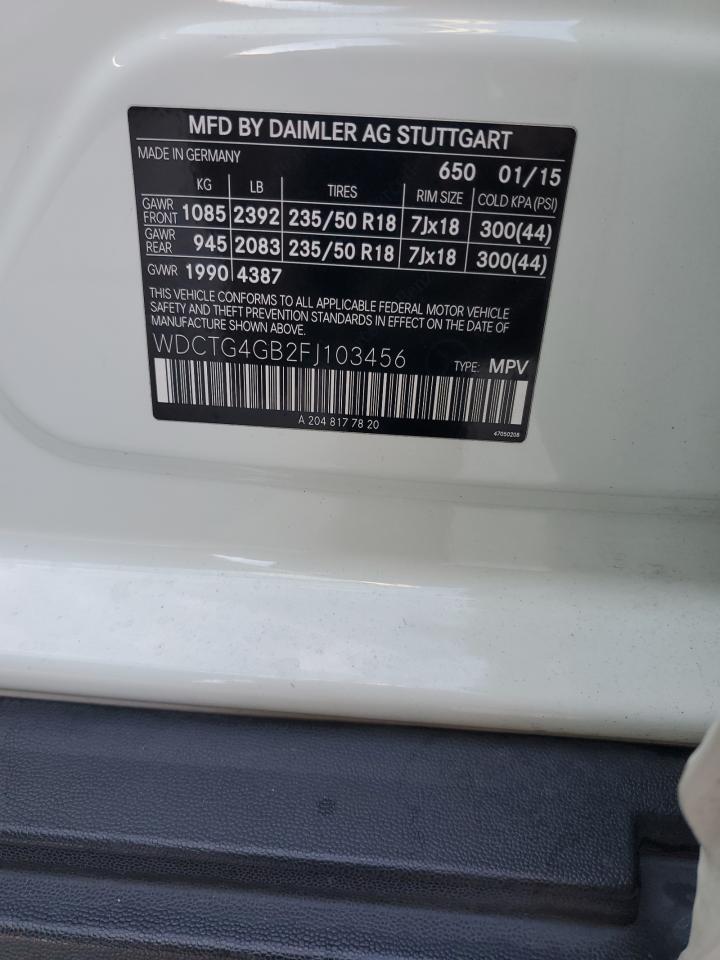 MFD BY DAIMLER AG STUTTGART
MADE IN GERMANY 650 01/15
KG LB TIRES RIM SIZE COLD KPA (PSI)
GAWR FRONT 1085 2392 235/50 R18 7Jx18 300(44)
GAWR REAR 945 2083 235/50 R18 7Jx18 300(44)
GVWR 1990 4387
THIS VEHICLE CONFORMS TO ALL APPLICABLE FEDERAL MOTOR VEHICLE
SAFETY AND THEFT PREVENTION STANDARDS IN EFFECT ON THE DATE
OF MANUFACTURE SHOWN ABOVE.
WDCTG4GB2FJ103456 TYPE: MPV
A 204 817 78 20
47050208